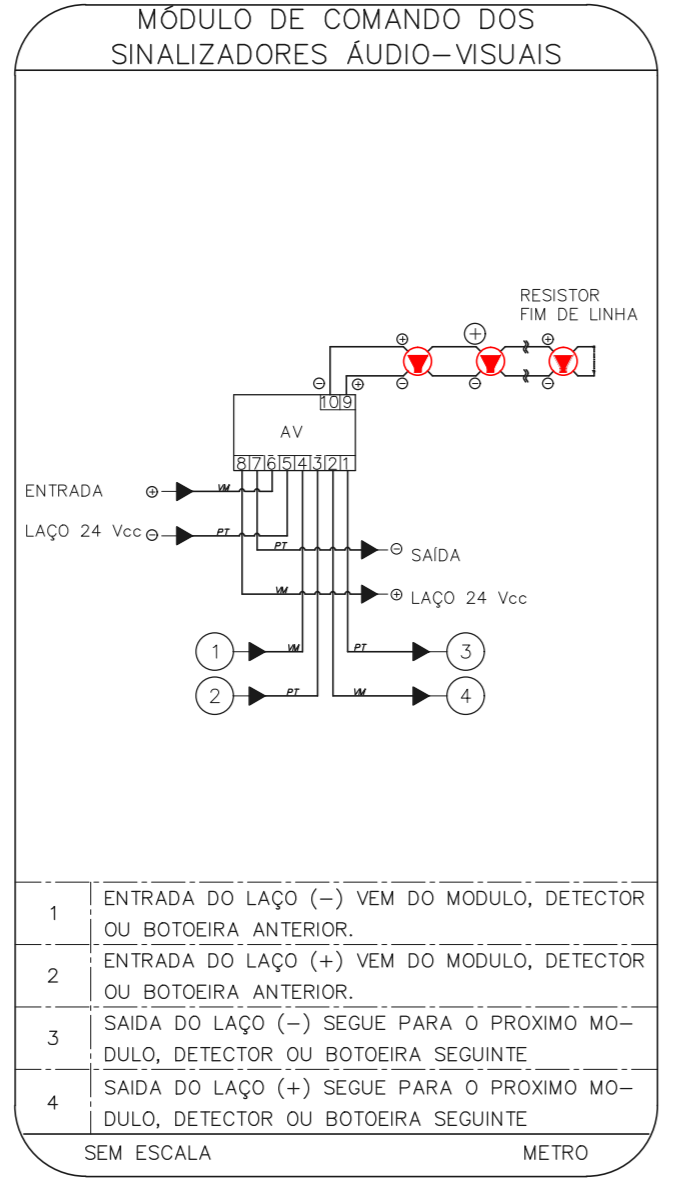 MÓDULO DE COMANDO DOS
SINALIZADORES ÁUDIO-VISUAIS
RESISTOR
FIM DE LINHA
+ + +
- - -
- +
10 9
AV
8 7 6 5 4 3 2 1
ENTRADA + VM
LAÇO 24 Vcc - PT
PT - SAÍDA
VM + LAÇO 24 Vcc
1 VM PT 3
2 PT VM 4
1 ENTRADA DO LAÇO (-) VEM DO MODULO, DETECTOR
OU BOTOEIRA ANTERIOR.
2 ENTRADA DO LAÇO (+) VEM DO MODULO, DETECTOR
OU BOTOEIRA ANTERIOR.
3 SAIDA DO LAÇO (-) SEGUE PARA O PROXIMO MO-
DULO, DETECTOR OU BOTOEIRA SEGUINTE
4 SAIDA DO LAÇO (+) SEGUE PARA O PROXIMO MO-
DULO, DETECTOR OU BOTOEIRA SEGUINTE
SEM ESCALA METRO